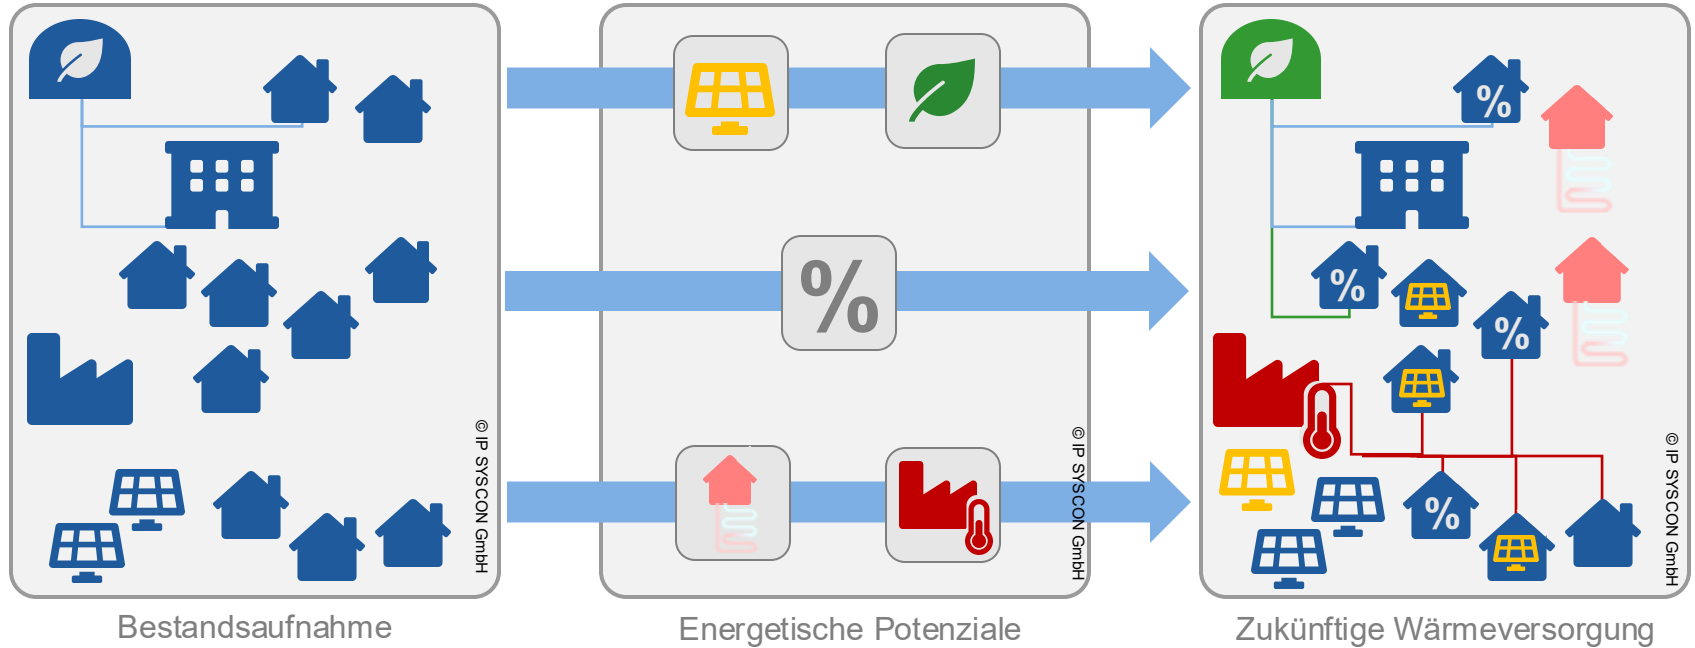 %
%
%
%
%
© IP SYSCON GmbH
© IP SYSCON GmbH
© IP SYSCON GmbH
Bestandsaufnahme
Energetische Potenziale
Zukünftige Wärmeversorgung